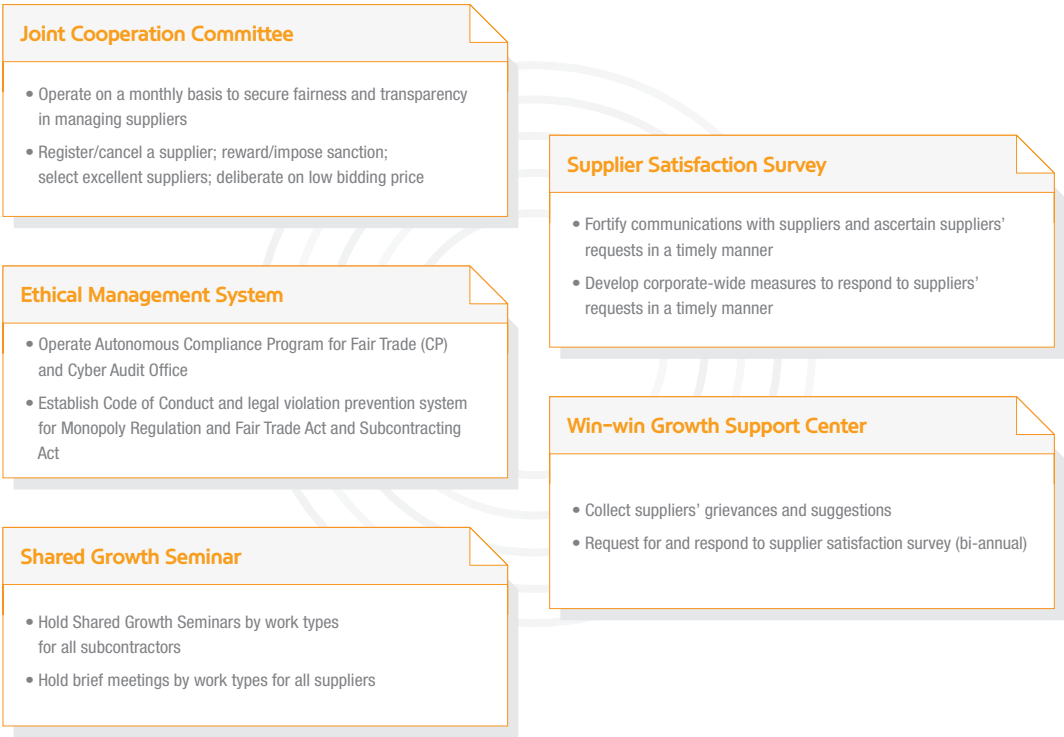 Joint Cooperation Committee
• Operate on a monthly basis to secure fairness and transparency
in managing suppliers
• Register/cancel a supplier; reward/impose sanction;
select excellent suppliers; deliberate on low bidding price
Ethical Management System
• Operate Autonomous Compliance Program for Fair Trade (CP)
and Cyber Audit Office
• Establish Code of Conduct and legal violation prevention system
for Monopoly Regulation and Fair Trade Act and Subcontracting
Act
Shared Growth Seminar
• Hold Shared Growth Seminars by work types
for all subcontractors
• Hold brief meetings by work types for all suppliers
Supplier Satisfaction Survey
• Fortify communications with suppliers and ascertain suppliers’
requests in a timely manner
• Develop corporate-wide measures to respond to suppliers’
requests in a timely manner
Win-win Growth Support Center
• Collect suppliers’ grievances and suggestions
• Request for and respond to supplier satisfaction survey (bi-annual)